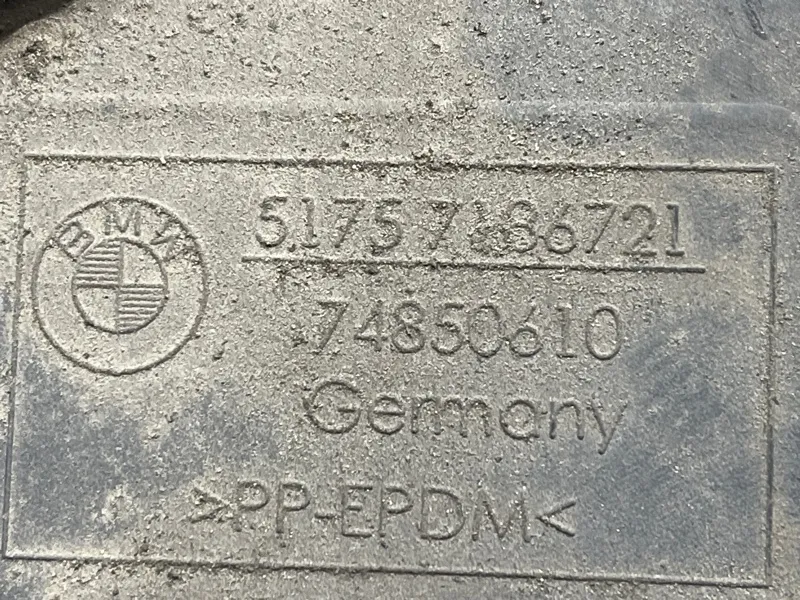 BMW
5175 7186721
74850610
Germany
>PP-EPDM<